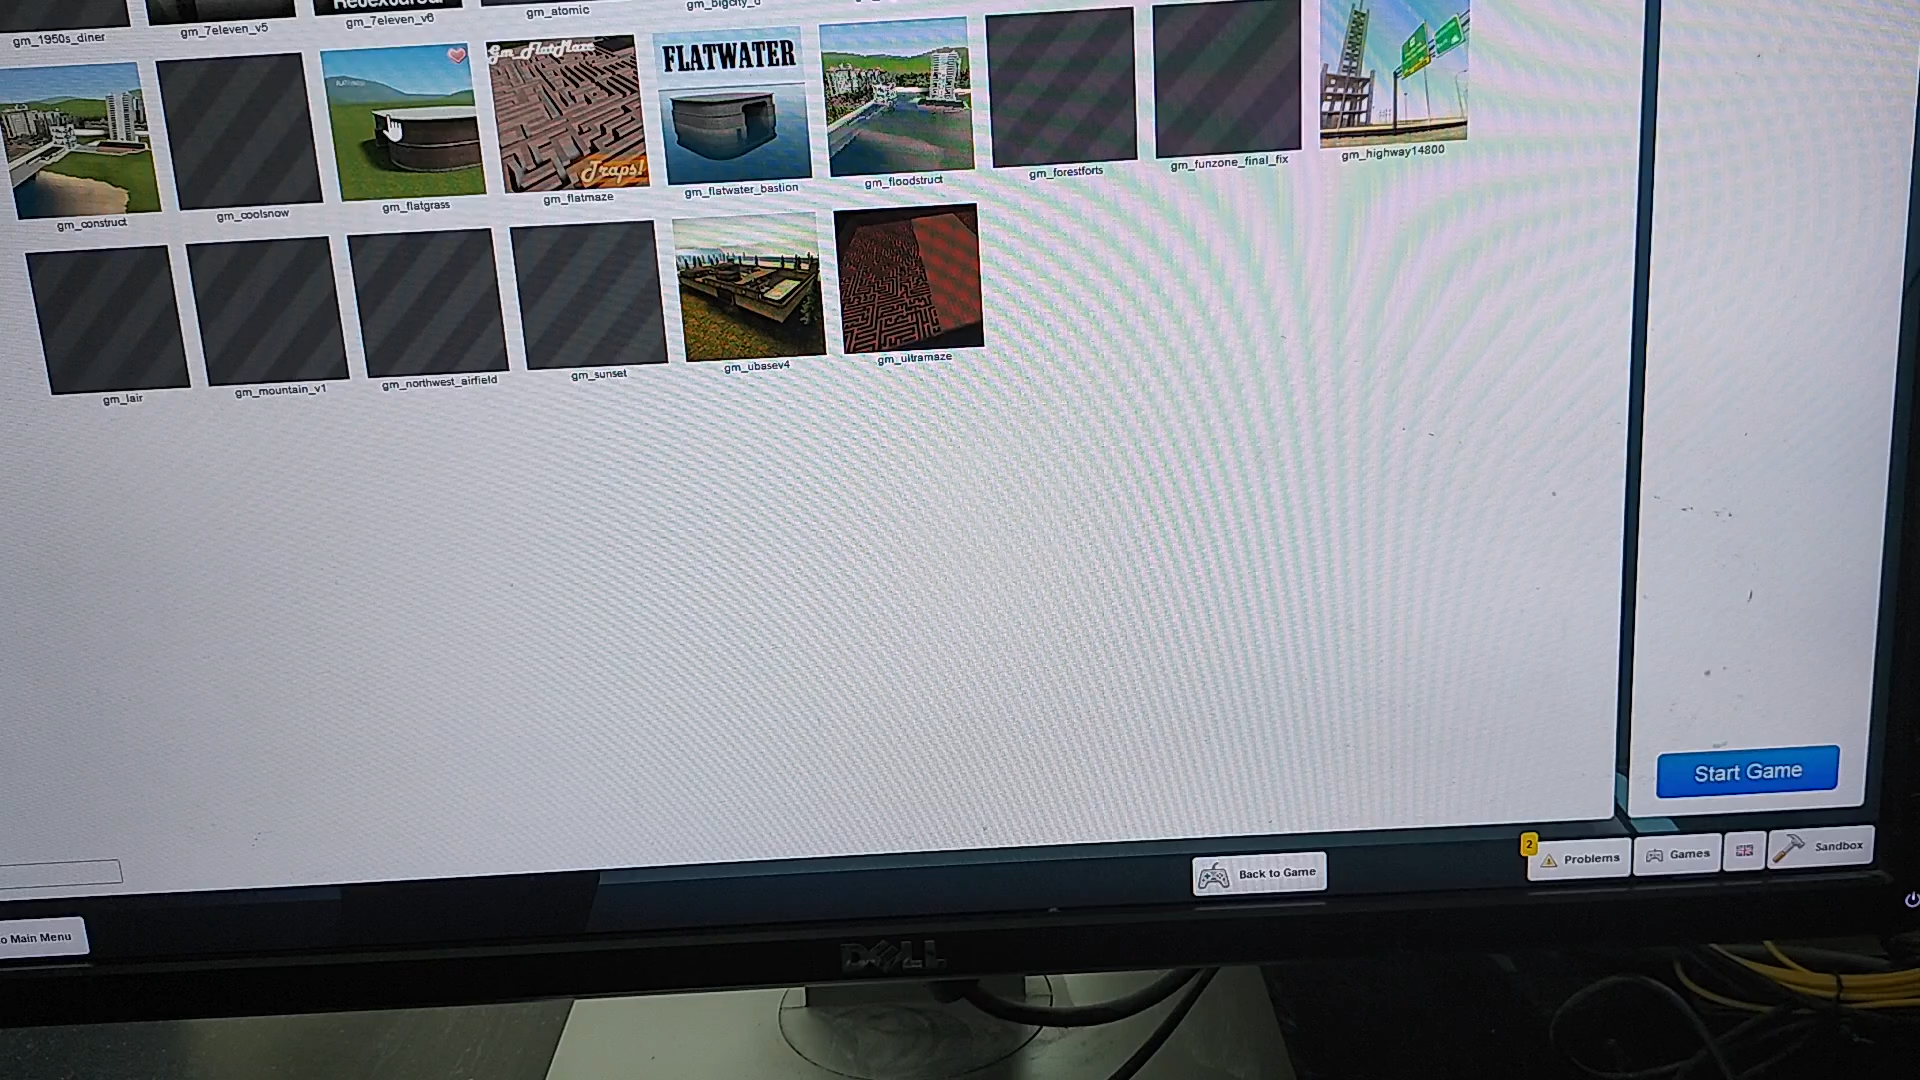 gm_1950s_diner
gm_7eleven_v5
gm_7eleven_v6
gm_atomic
gm_construct
gm_coolsnow
gm_flatgrass
Gm_FlatMaze
Traps!
gm_flatmaze
FLATWATER
gm_flatwater_bastion
gm_floodstruct
gm_forestforts
gm_funzone_final_fix
gm_highway14800
gm_lair
gm_mountain_v1
gm_northwest_airfield
gm_sunset
gm_ubasev4
gm_ultramaze
Start Game
Back to Game
2
Problems
Games
Sandbox
o Main Menu
DELL